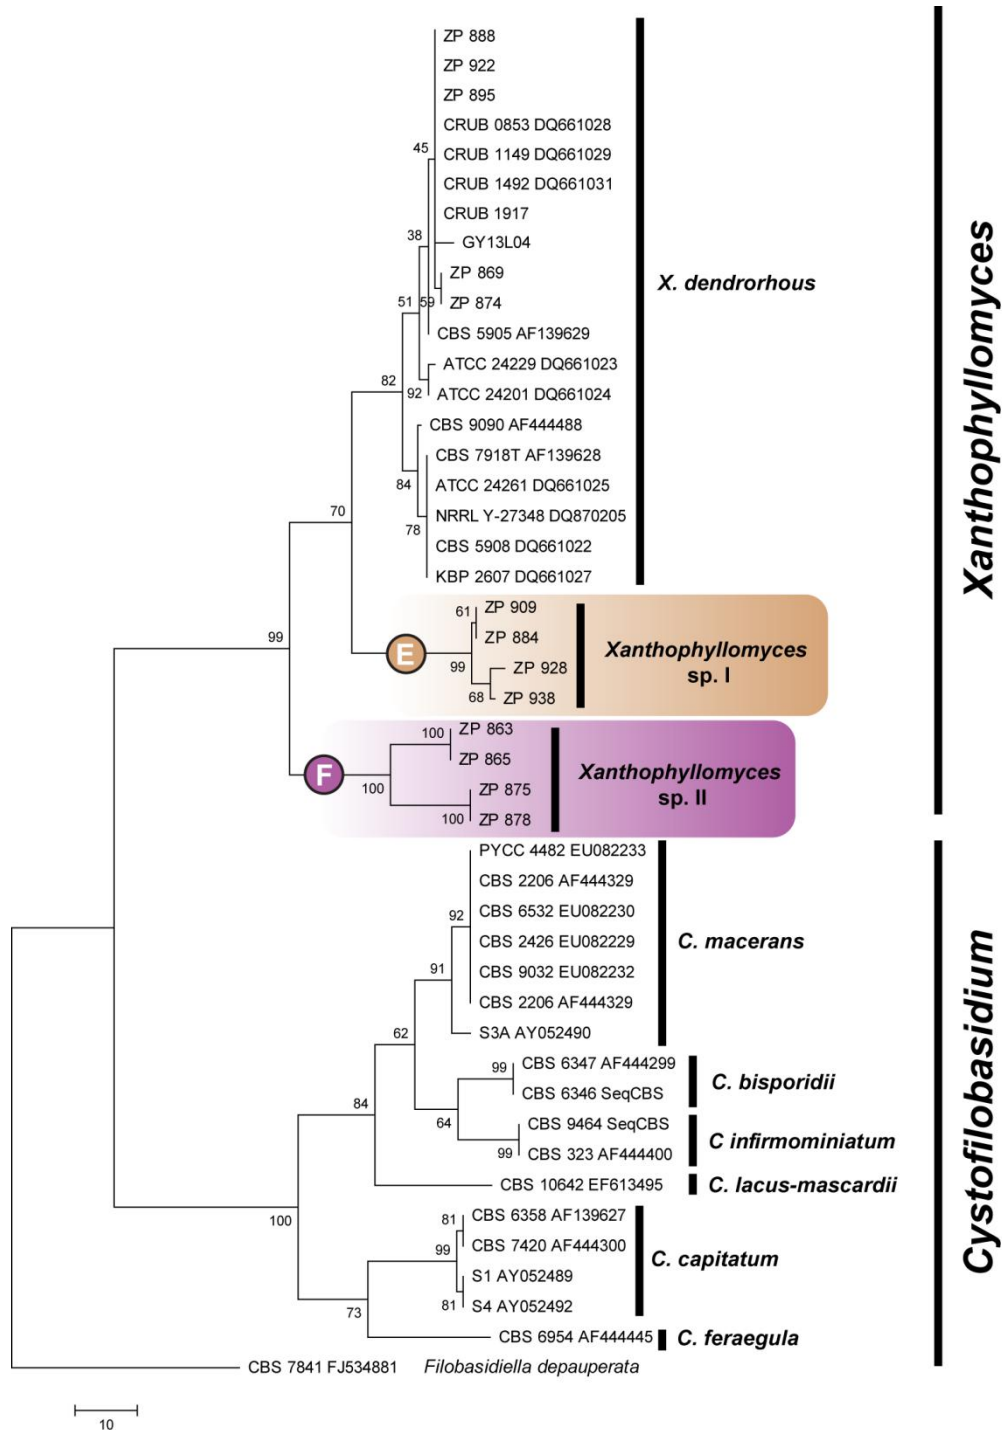 ZP 888
ZP 922
ZP 895
CRUB 0853 DQ661028
45
CRUB 1149 DQ661029
CRUB 1492 DQ661031
CRUB 1917
38
GY13L04
ZP 869
X. dendrorhous
51
59
ZP 874
CBS 5905 AF139629
ATCC 24229 DQ661023
82
92
ATCC 24201 DQ661024
CBS 9090 AF444488
CBS 7918T AF139628
84
ATCC 24261 DQ661025
70
NRRL Y-27348 DQ870205
78
CBS 5908 DQ661022
KBP 2607 DQ661027
Xanthophyllomyces
61
ZP 909
99
ZP 884
E
99
ZP 928
68
ZP 938
Xanthophyllomyces
sp. I
100
ZP 863
ZP 865
F
100
ZP 875
100
ZP 878
Xanthophyllomyces
sp. II
PYCC 4482 EU082233
CBS 2206 AF444329
92
CBS 6532 EU082230
CBS 2426 EU082229
C. macerans
91
CBS 9032 EU082232
CBS 2206 AF444329
62
S3A AY052490
99
CBS 6347 AF444299
CBS 6346 SeqCBS
C. bisporidii
84
64
CBS 9464 SeqCBS
99
CBS 323 AF444400
C infirmominiatum
CBS 10642 EF613495
C. lacus-mascardii
100
81
CBS 6358 AF139627
99
CBS 7420 AF444300
C. capitatum
S1 AY052489
73
81
S4 AY052492
CBS 6954 AF444445
C. feraegula
Cystofilobasidium
CBS 7841 FJ534881 Filobasidiella depauperata
10